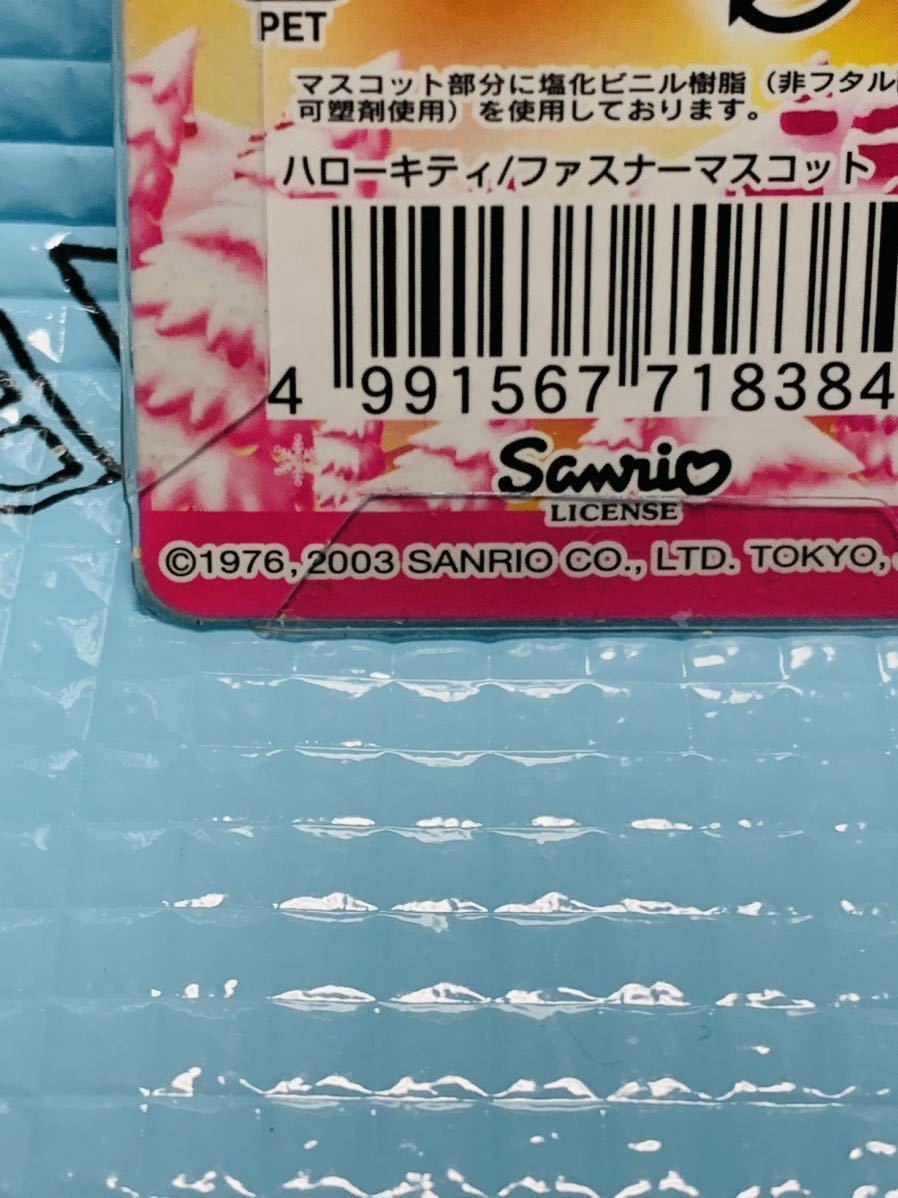 PET
マスコット部分に塩化ビニル樹脂（非フタル
可塑剤使用）を使用しております。
ハローキティ/ファスナーマスコット
4 991567 718384
Sanrio
LICENSE
©1976, 2003 SANRIO CO., LTD. TOKYO,